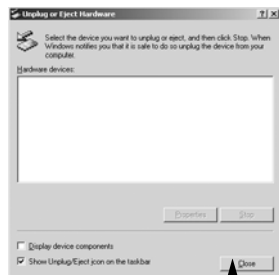 Unplug or Eject Hardware
Select the device you want to unplug or eject, and then click Stop. When
Windows notifies you that it is safe to do so unplug the device from your
computer.
Hardware devices:
Properties
Stop
Display device components
Show Unplug/Eject icon on the taskbar
Close